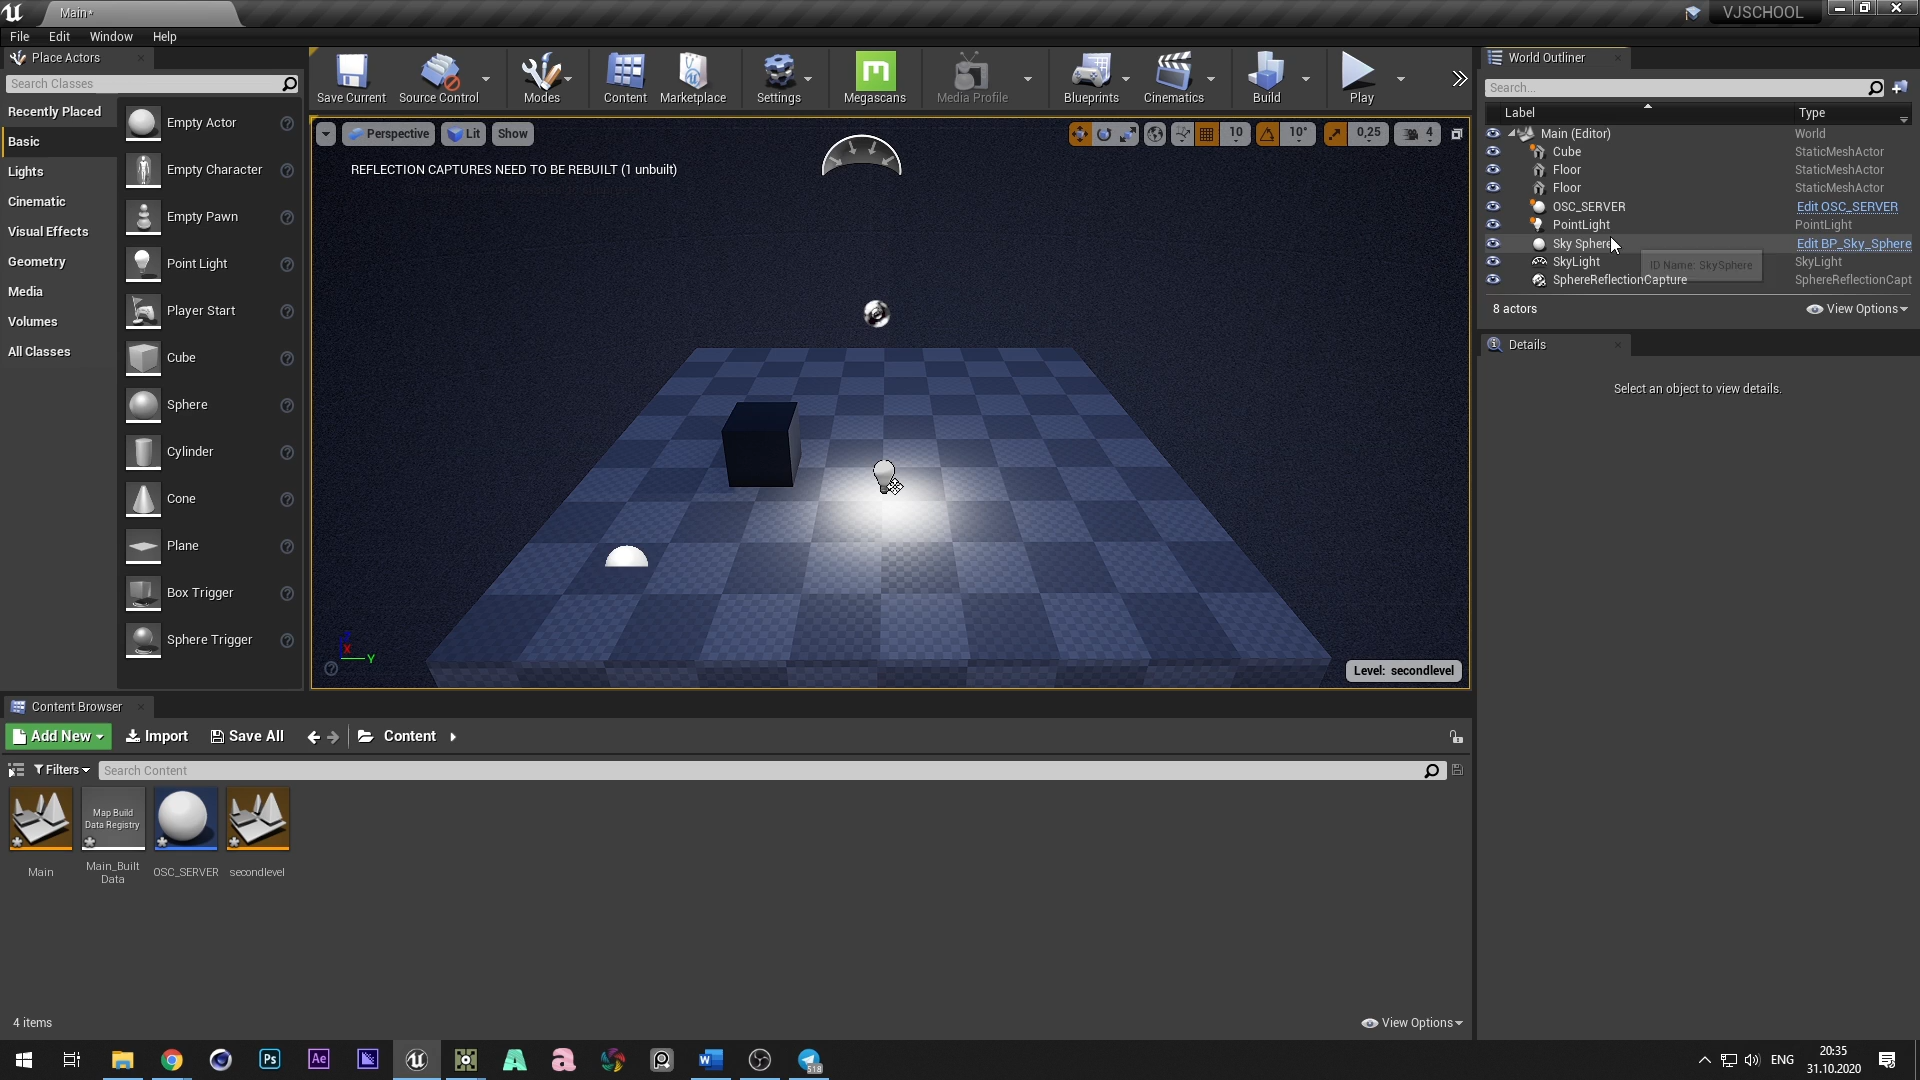 Main*
VJSCHOOL
File Edit Window Help
Place Actors
Search Classes
Recently Placed
Basic
Lights
Cinematic
Visual Effects
Geometry
Media
Volumes
All Classes
Empty Actor
Empty Character
Empty Pawn
Point Light
Player Start
Cube
Sphere
Cylinder
Cone
Plane
Box Trigger
Sphere Trigger
Save Current
Source Control
Modes
Content
Marketplace
Settings
Megascans
Media Profile
Blueprints
Cinematics
Build
Play
Perspective Lit Show
10 10° 0,25 4
REFLECTION CAPTURES NEED TO BE REBUILT (1 unbuilt)
X
Y
Level: secondlevel
World Outliner
Search...
Label Type
Main (Editor) World
Cube StaticMeshActor
Floor StaticMeshActor
Floor StaticMeshActor
OSC_SERVER Edit OSC_SERVER
PointLight PointLight
Sky Sphere Edit BP_Sky_Sphere
SkyLight SkyLight
ID Name: SkySphere
SphereReflectionCapture SphereReflectionCapt
8 actors View Options
Details
Select an object to view details.
Content Browser
Add New Import Save All Content
Filters Search Content
Map Build
Data Registry
Main
Main_Built
Data
OSC_SERVER
secondlevel
4 items View Options
Ps
Ae
518
ENG
20:35
31.10.2020